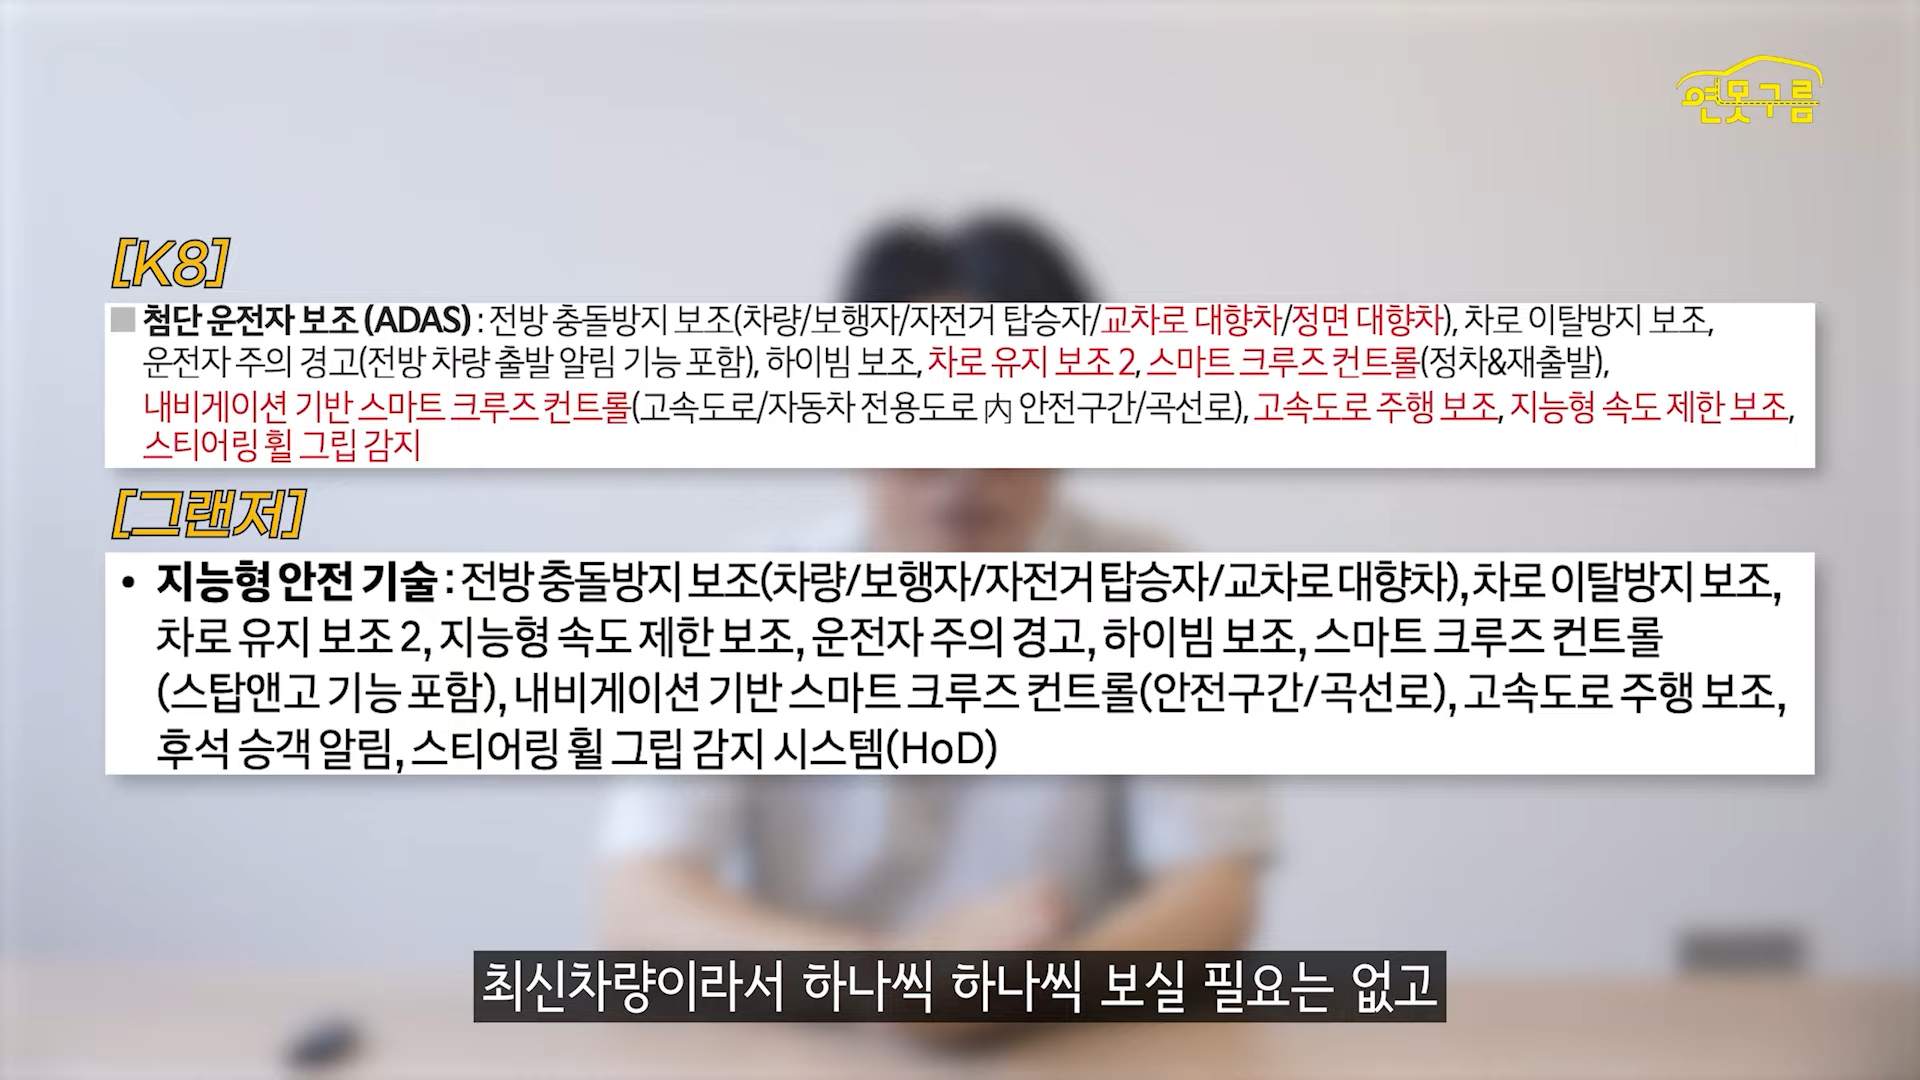 연못구름
[K8]
첨단 운전자 보조 (ADAS) : 전방 충돌방지 보조(차량/보행자/자전거 탑승자/교차로 대향차/정면 대향차), 차로 이탈방지 보조,
운전자 주의 경고(전방 차량 출발 알림 기능 포함), 하이빔 보조, 차로 유지 보조 2, 스마트 크루즈 컨트롤(정차&재출발),
내비게이션 기반 스마트 크루즈 컨트롤(고속도로/자동차 전용도로 內 안전구간/곡선로), 고속도로 주행 보조, 지능형 속도 제한 보조,
스티어링 휠 그립 감지
[그랜저]
• 지능형 안전 기술 : 전방 충돌방지 보조(차량/보행자/자전거 탑승자/교차로 대향차), 차로 이탈방지 보조,
차로 유지 보조 2, 지능형 속도 제한 보조, 운전자 주의 경고, 하이빔 보조, 스마트 크루즈 컨트롤
(스탑앤고 기능 포함), 내비게이션 기반 스마트 크루즈 컨트롤(안전구간/곡선로), 고속도로 주행 보조,
후석 승객 알림, 스티어링 휠 그립 감지 시스템(HoD)
최신차량이라서 하나씩 하나씩 보실 필요는 없고